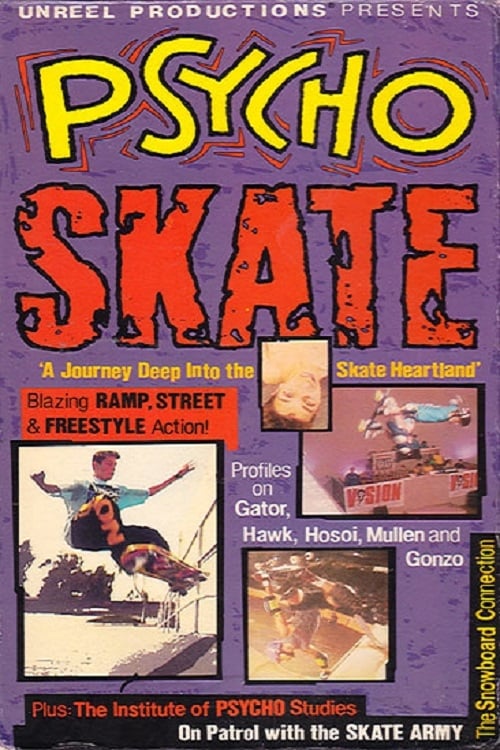 UNREEL PRODUCTIONS PRESENTS
PSYCHO
SKATE
'A Journey Deep Into the Skate Heartland'
Blazing RAMP, STREET
& FREESTYLE Action!
VISION
VISI
Profiles
on
Gator,
Hawk, Hosoi, Mullen and
Gonzo
The Snowboard Connection
Plus: The Institute of PSYCHO Studies
On Patrol with the SKATE ARMY